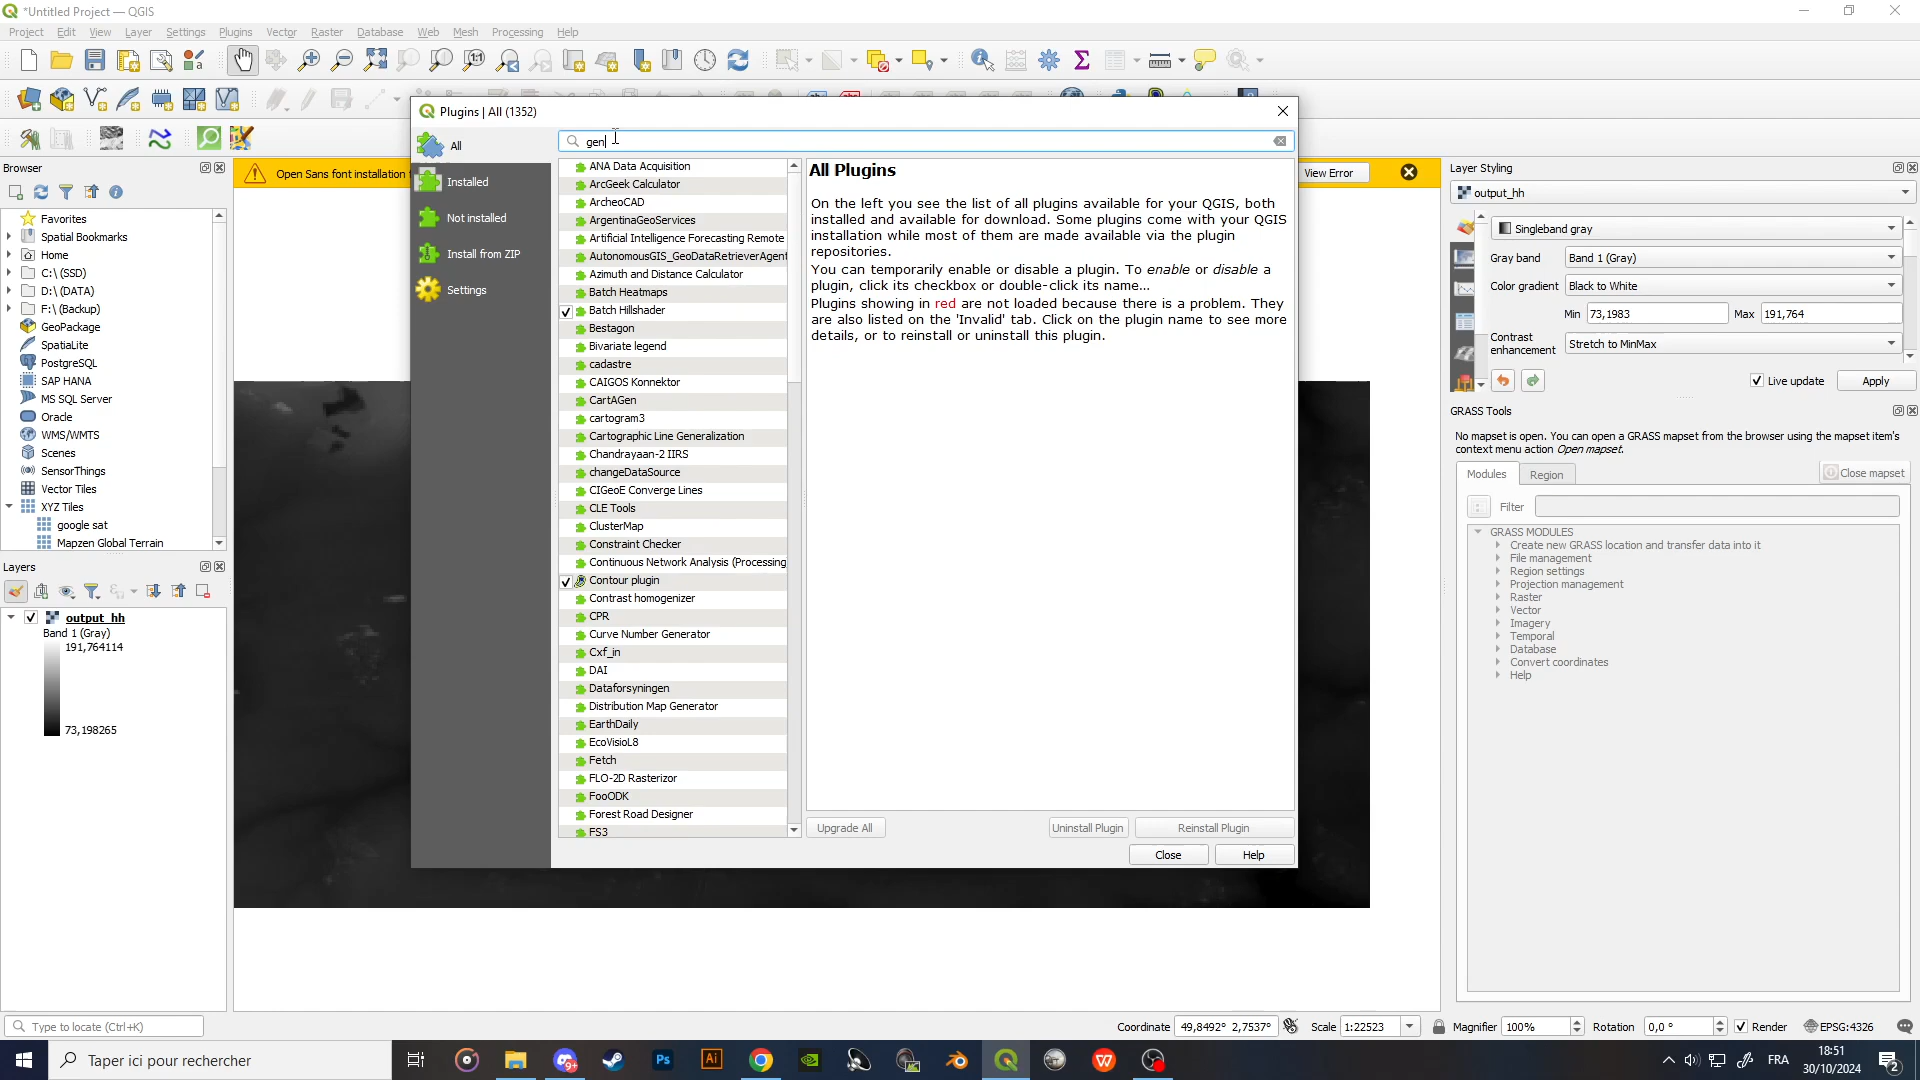 *Untitled Project — QGIS
Project Edit View Layer Settings Plugins Vector Raster Database Web Mesh Processing Help
Plugins | All (1352)
All
gen
Installed
Not installed
Install from ZIP
Settings
ANA Data Acquisition
ArcGeek Calculator
ArcheoCAD
ArgentinaGeoServices
Artificial Intelligence Forecasting Remote
AutonomousGIS_GeoDataRetrieverAgent
Azimuth and Distance Calculator
Batch Heatmaps
Batch Hillshader
Bestagon
Bivariate legend
cadastre
CAIGOS Konnektor
CartAGen
cartogram3
Cartographic Line Generalization
Chandrayaan-2 IIRS
changeDataSource
CIGeoE Converge Lines
CLE Tools
ClusterMap
Constraint Checker
Continuous Network Analysis (Processing
Contour plugin
Contrast homogenizer
CPR
Curve Number Generator
Cxf_in
DAI
Dataforsyningen
Distribution Map Generator
EarthDaily
EcoVisioL8
Fetch
FLO-2D Rasterizor
FooODK
Forest Road Designer
FS3
All Plugins
On the left you see the list of all plugins available for your QGIS, both
installed and available for download. Some plugins come with your QGIS
installation while most of them are made available via the plugin
repositories.
You can temporarily enable or disable a plugin. To enable or disable a
plugin, click its checkbox or double-click its name...
Plugins showing in red are not loaded because there is a problem. They
are also listed on the 'Invalid' tab. Click on the plugin name to see more
details, or to reinstall or uninstall this plugin.
Upgrade All
Uninstall Plugin
Reinstall Plugin
Close
Help
Browser
Favorites
Spatial Bookmarks
Home
C:\ (SSD)
D:\ (DATA)
F:\ (Backup)
GeoPackage
SpatiaLite
PostgreSQL
SAP HANA
MS SQL Server
Oracle
WMS/WMTS
Scenes
SensorThings
Vector Tiles
XYZ Tiles
google sat
Mapzen Global Terrain
Layers
output_hh
Band 1 (Gray)
191,764114
73,198265
Open Sans font installation
View Error
Layer Styling
output_hh
Singleband gray
Gray band Band 1 (Gray)
Color gradient Black to White
Min 73,1983 Max 191,764
Contrast
enhancement Stretch to MinMax
Live update Apply
GRASS Tools
No mapset is open. You can open a GRASS mapset from the browser using the mapset item's
context menu action Open mapset.
Modules Region Close mapset
Filter
GRASS MODULES
Create new GRASS location and transfer data into it
File management
Region settings
Projection management
Raster
Vector
Imagery
Temporal
Database
Convert coordinates
Help
Type to locate (Ctrl+K)
Coordinate 49,8492° 2,7537° Scale 1:22523 Magnifier 100% Rotation 0,0 ° Render EPSG:4326
Taper ici pour rechercher
FRA
18:51
30/10/2024